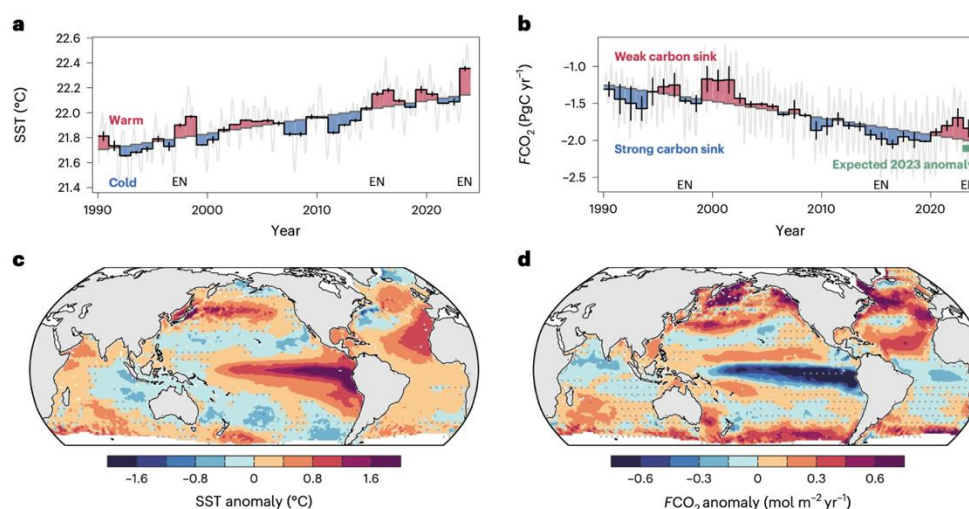 a
22.6
22.4
22.2
22.0
21.8
21.6
21.4
SST (°C)
Warm
Cold
EN
EN
EN
1990
2000
2010
2020
Year
b
−1.0
−1.5
−2.0
−2.5
FCO₂ (PgC yr⁻¹)
Weak carbon sink
Strong carbon sink
Expected 2023 anomaly
EN
EN
1990
2000
2010
2020
Year
c
−1.6
−0.8
0
0.8
1.6
SST anomaly (°C)
d
−0.6
−0.3
0
0.3
0.6
FCO₂ anomaly (mol m⁻² yr⁻¹)